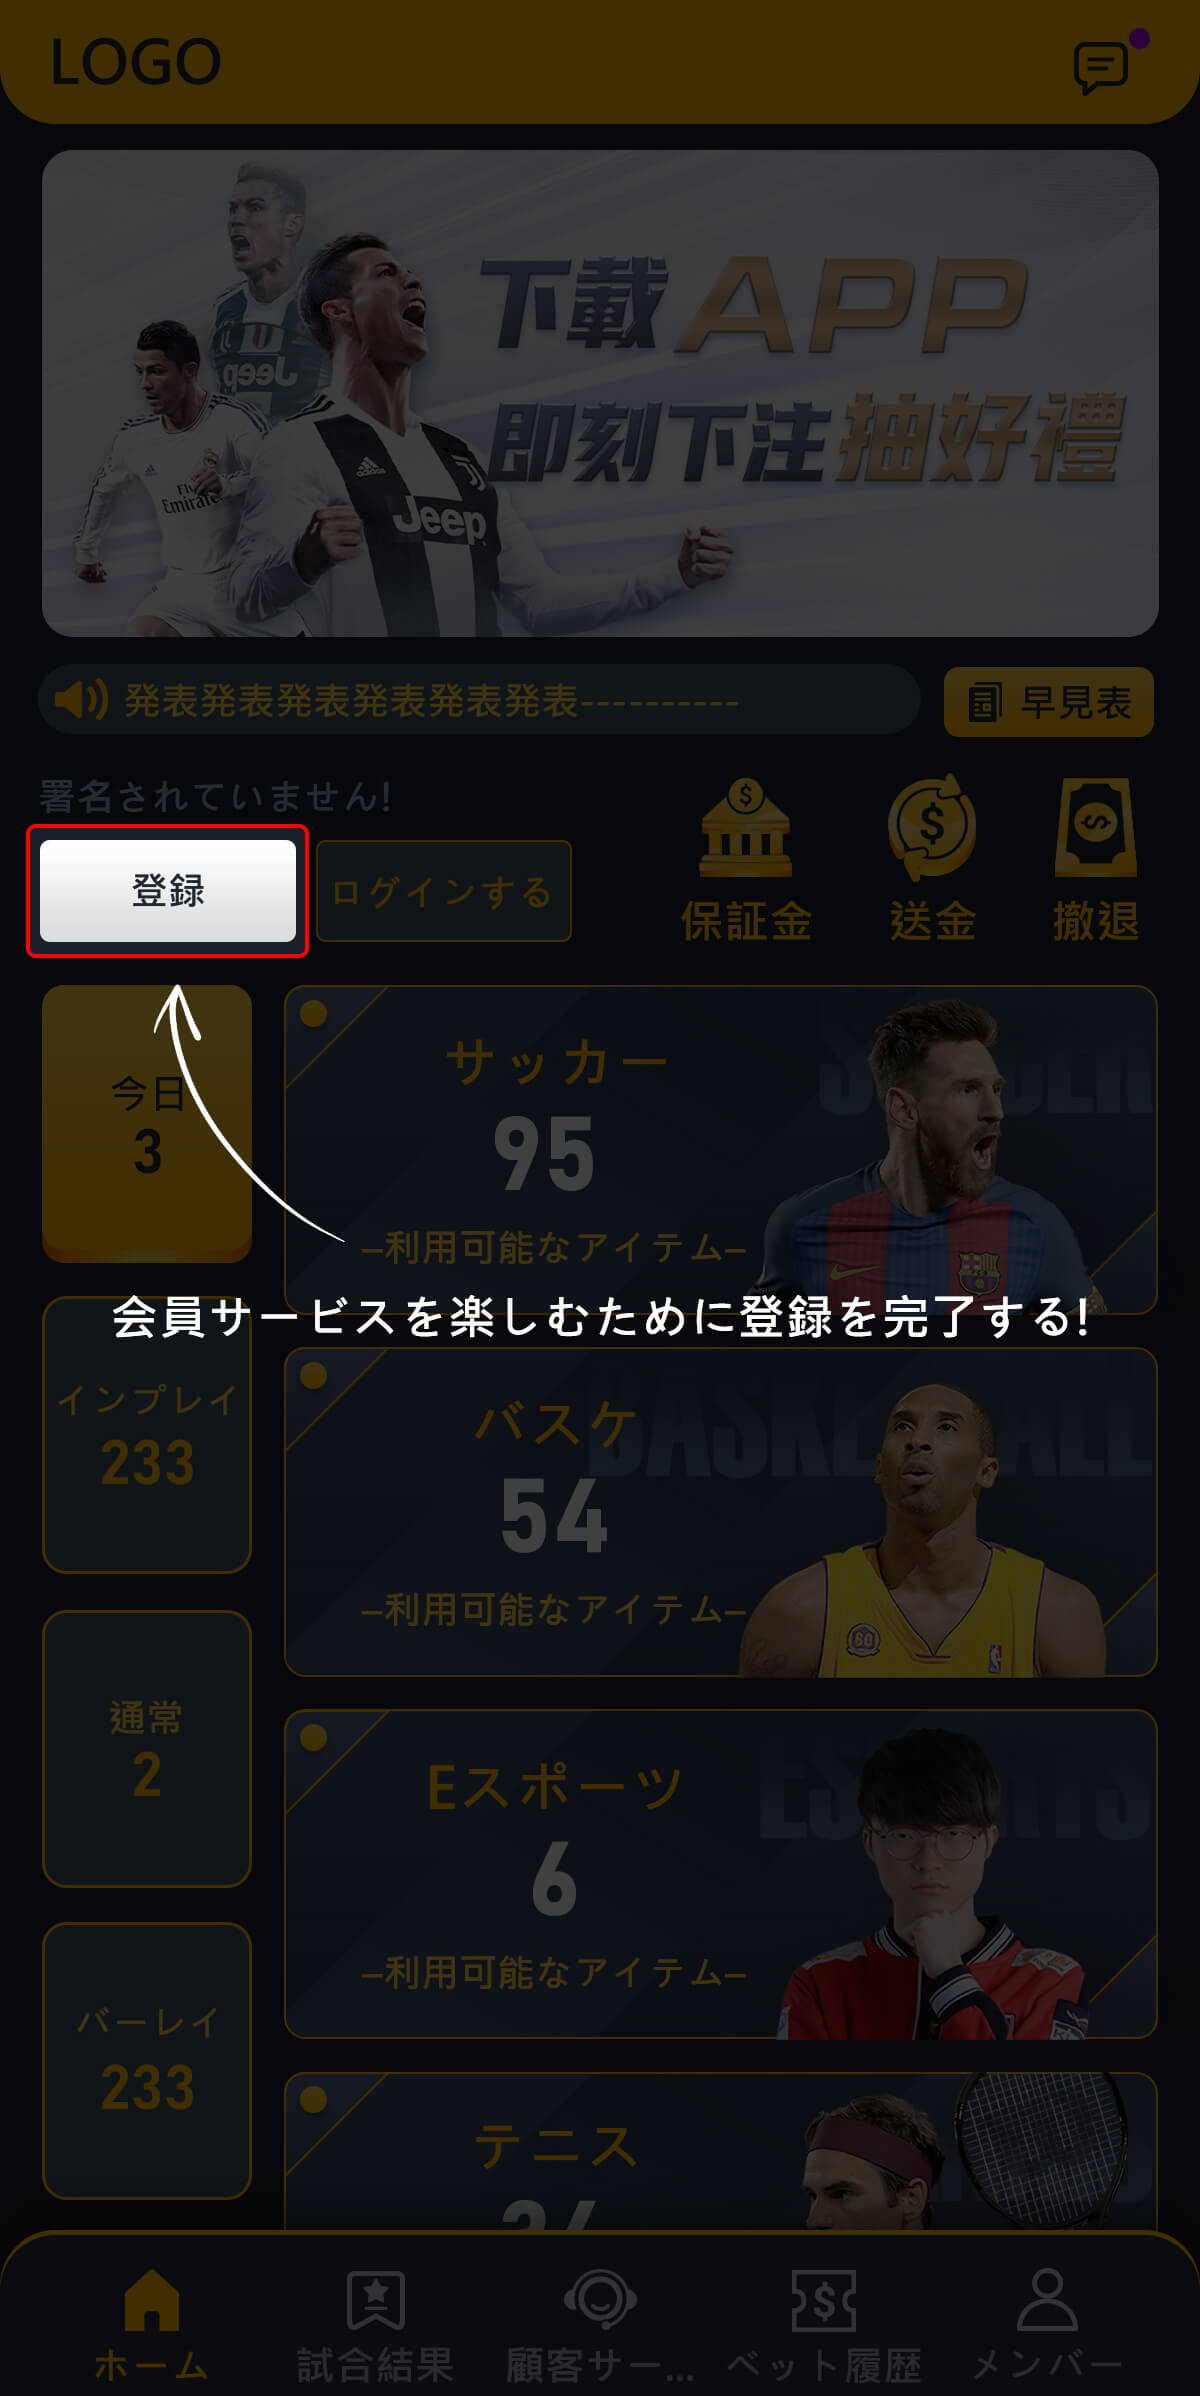 LOGO
下載APP
即刻下注抽好禮
Jeep
Fly
Emirates
adidas
Jeep
発表発表発表発表発表発表-----------
早見表
署名されていません!
登録
ログインする
保証金
送金
撤退
今日
3
サッカー
95
–利用可能なアイテム–
会員サービスを楽しむために登録を完了する!
インプレイ
233
バスケ
54
–利用可能なアイテム–
BASKETBALL
60
通常
2
Eスポーツ
6
–利用可能なアイテム–
バーレイ
233
テニス
ホーム
試合結果
顧客サー...
ベット履歴
メンバー